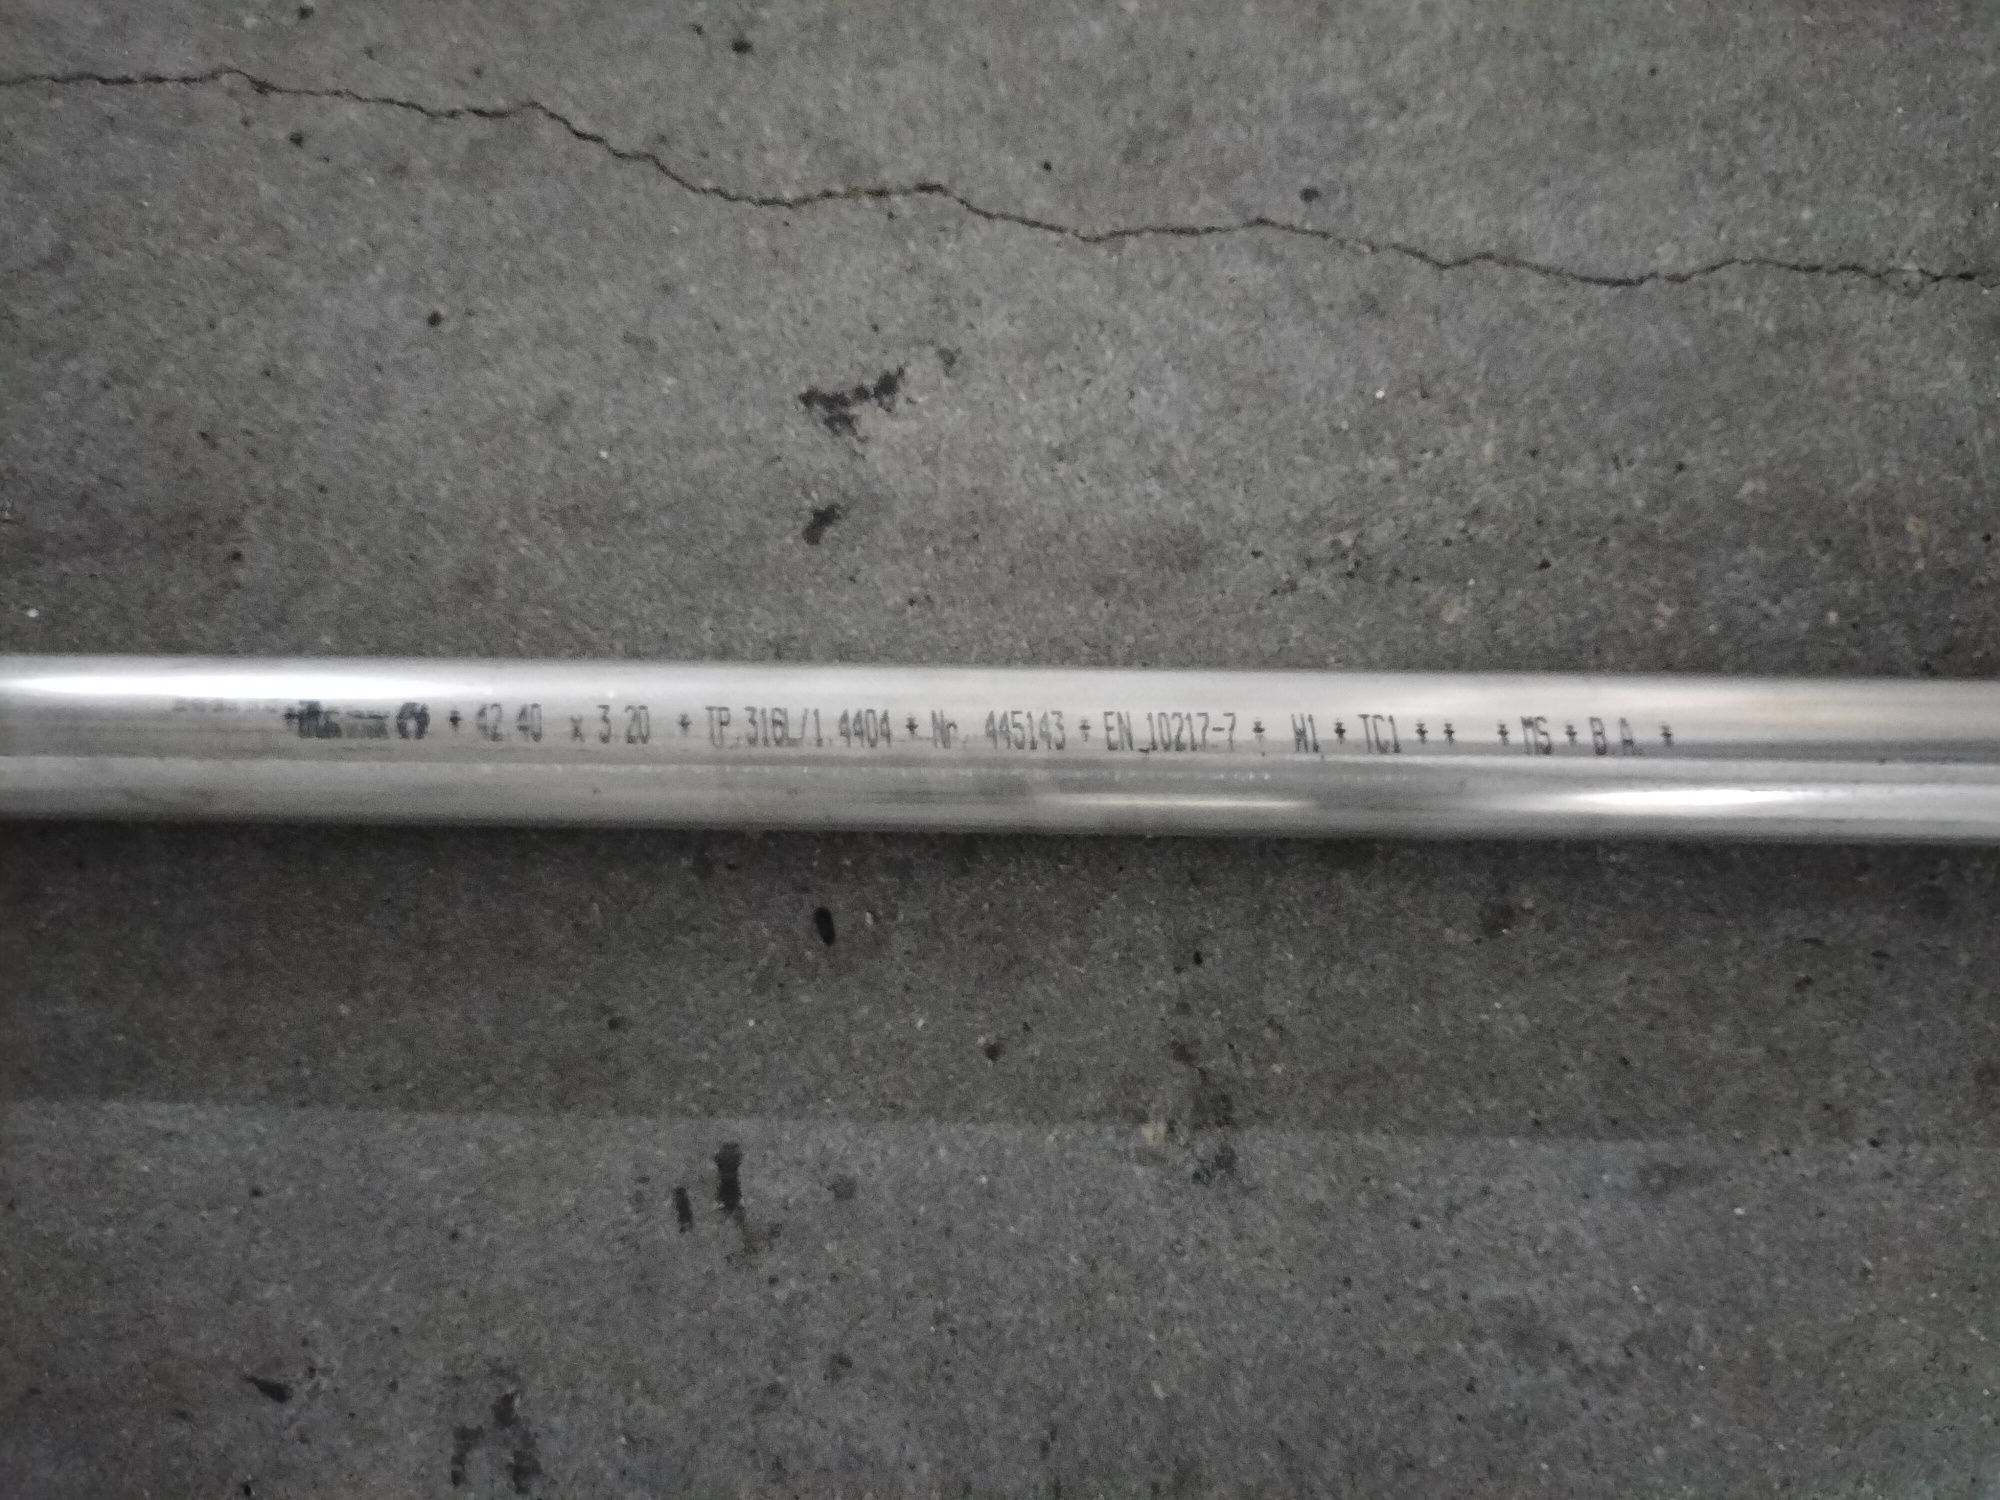 * 42.40 x 3.20 * TP.316L/1.4404 * Nr. 445143 * EN 10217-7 * W1 * TC1 * * * MS * B.A. *